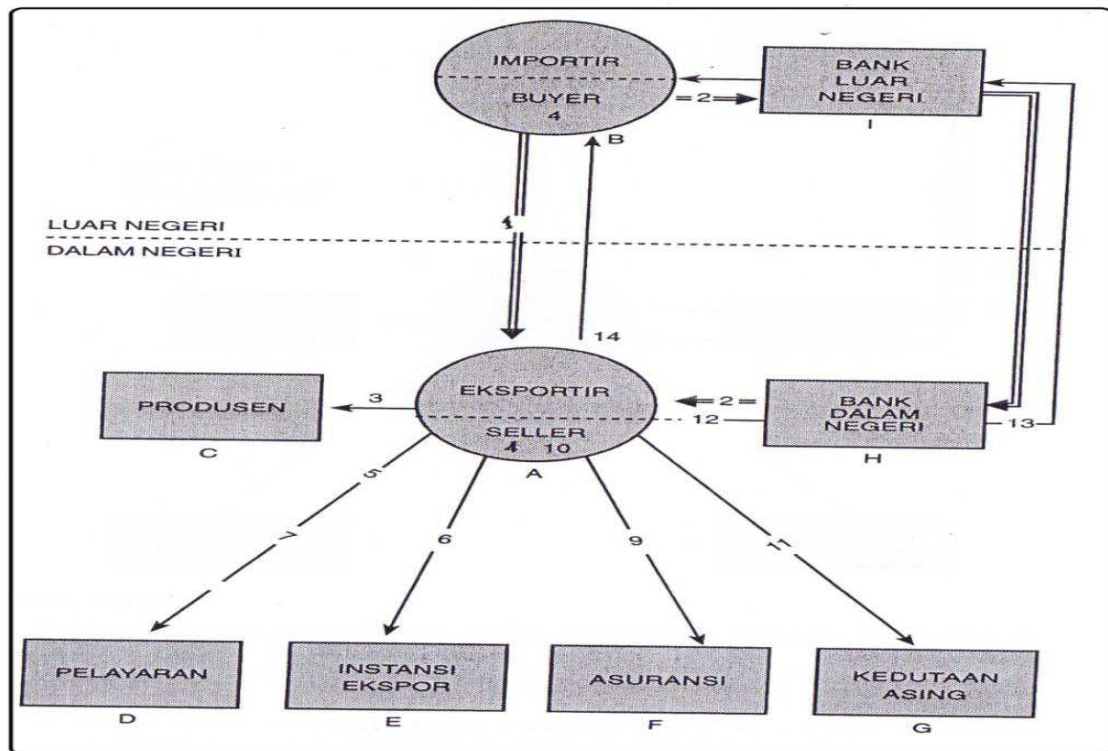 IMPORTIR
BUYER
4
B
2
BANK
LUAR
NEGERI
I
LUAR NEGERI
DALAM NEGERI
1
14
PRODUSEN
C
3
EKSPORTIR
SELLER
4 10
A
2
12
BANK
DALAM
NEGERI
H
13
5
7
6
9
11
PELAYARAN
D
INSTANSI
EKSPOR
E
ASURANSI
F
KEDUTAAN
ASING
G